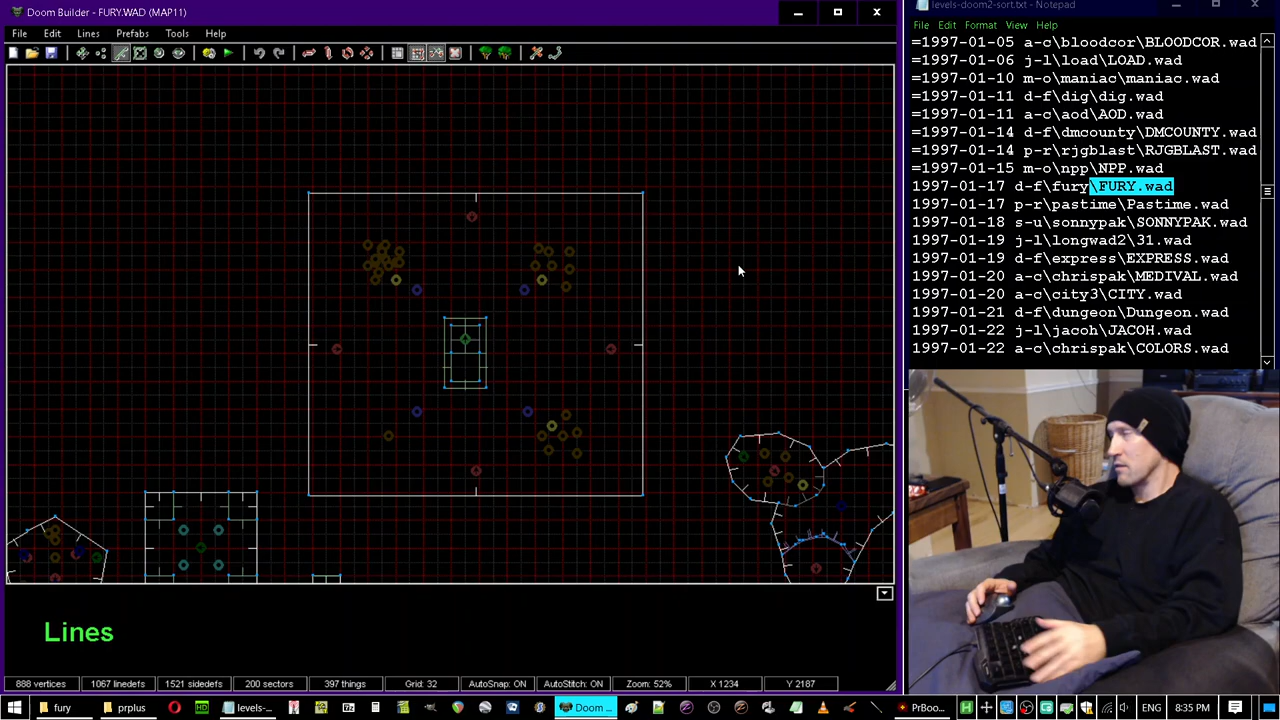 Doom Builder - FURY.WAD (MAP11)
File Edit Lines Prefabs Tools Help
Lines
888 vertices 1067 linedefs 1521 sidedefs 200 sectors 397 things Grid: 32 AutoSnap: ON AutoStitch: ON Zoom: 52% X 1234 Y 2187
levels-doom2-sort.txt - Notepad
File Edit Format View Help
=1997-01-05 a-c\bloodcor\BLOODCOR.wad
=1997-01-06 j-l\load\LOAD.wad
=1997-01-10 m-o\maniac\maniac.wad
=1997-01-11 d-f\dig\dig.wad
=1997-01-11 a-c\aod\AOD.wad
=1997-01-14 d-f\dmcounty\DMCOUNTY.wad
=1997-01-14 p-r\rjgblast\RJGBLAST.wad
=1997-01-15 m-o\npp\NPP.wad
1997-01-17 d-f\fury\FURY.wad
1997-01-17 p-r\pastime\Pastime.wad
1997-01-18 s-u\sonnypak\SONNYPAK.wad
1997-01-19 j-l\longwad2\31.wad
1997-01-19 d-f\express\EXPRESS.wad
1997-01-20 a-c\chrispak\MEDIVAL.wad
1997-01-20 a-c\city3\CITY.wad
1997-01-21 d-f\dungeon\Dungeon.wad
1997-01-22 j-l\jacoh\JACOH.wad
1997-01-22 a-c\chrispak\COLORS.wad
fury prplus levels-... Doom ... PrBoo... ENG 8:35 PM